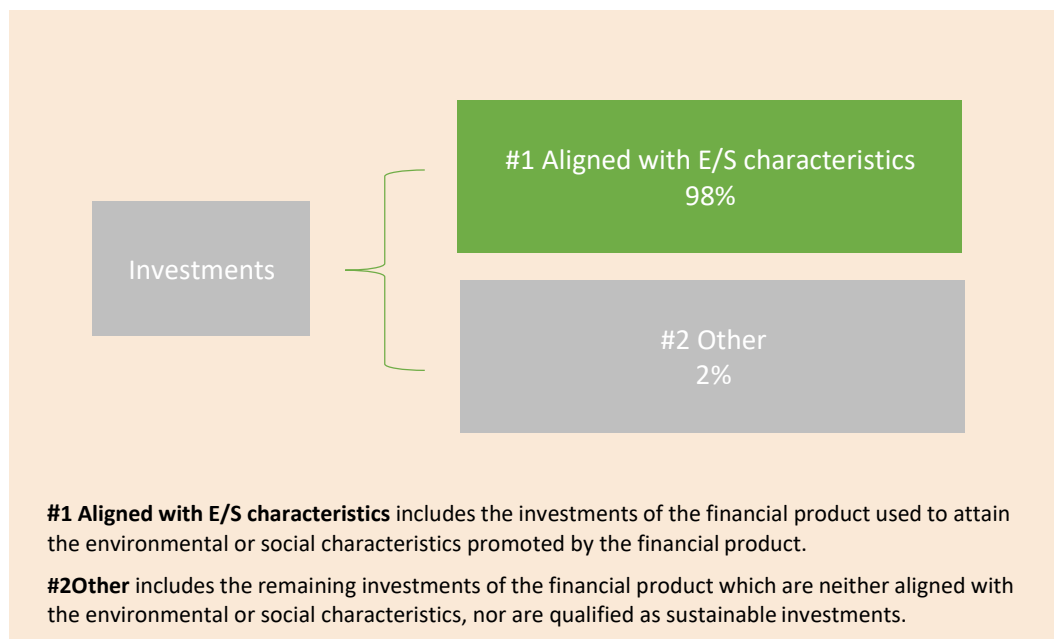 #1 Aligned with E/S characteristics
98%
Investments
#2 Other
2%
#1 Aligned with E/S characteristics includes the investments of the financial product used to attain
the environmental or social characteristics promoted by the financial product.
#2Other includes the remaining investments of the financial product which are neither aligned with
the environmental or social characteristics, nor are qualified as sustainable investments.